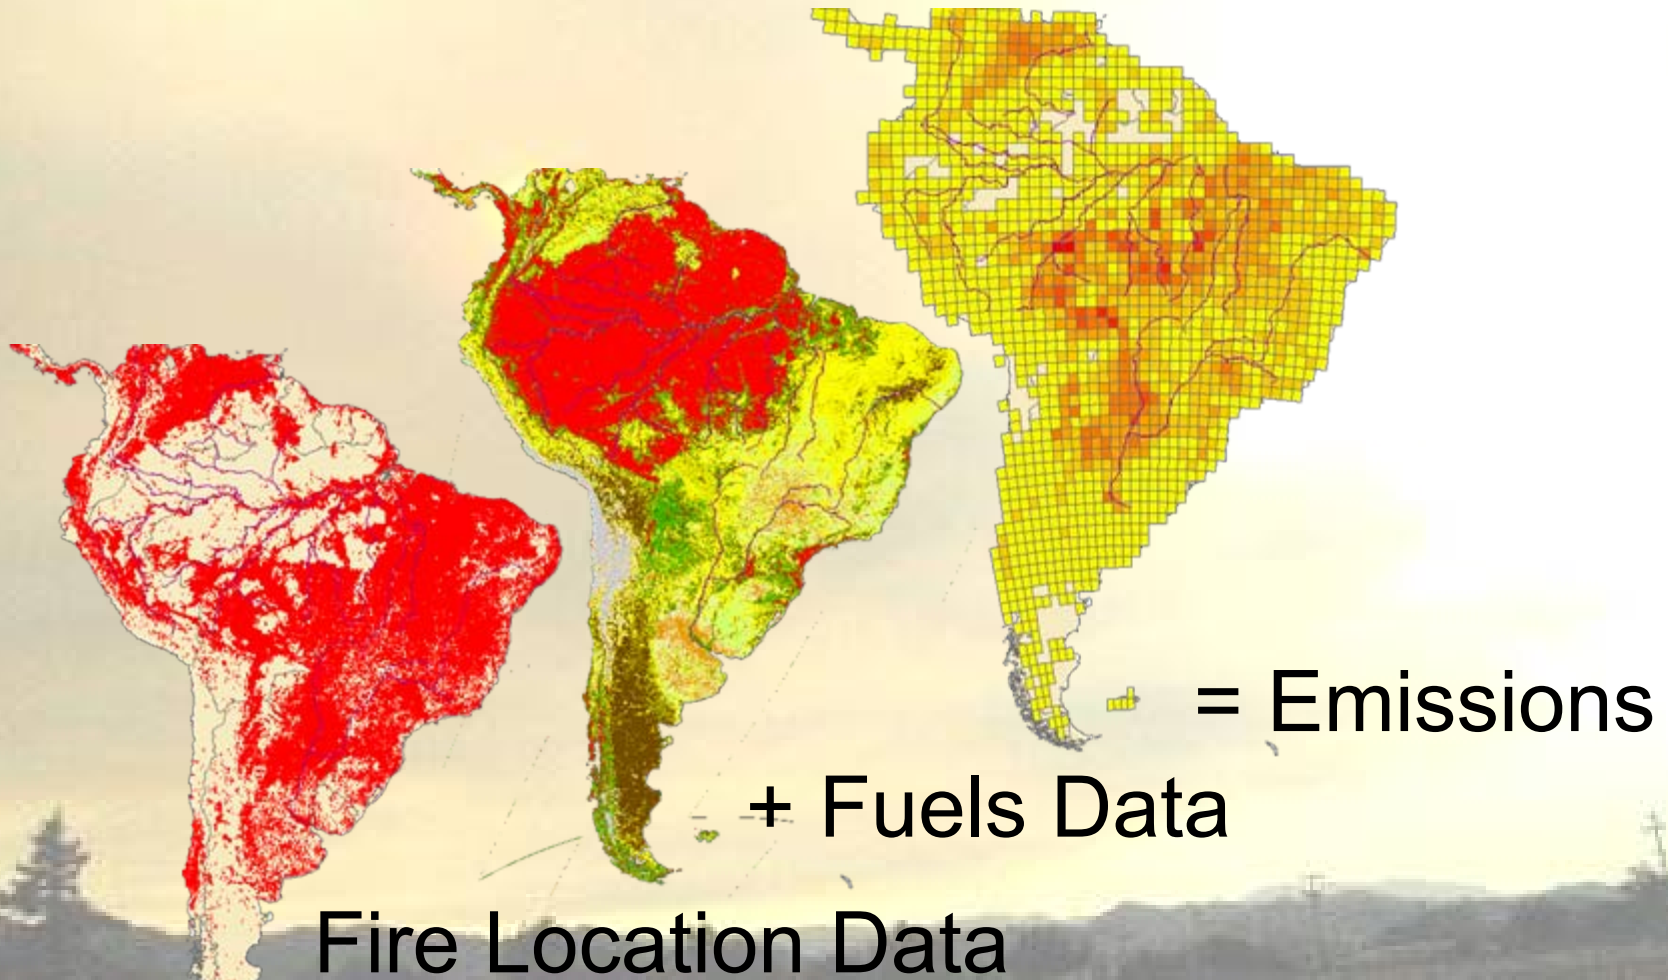 Fire Location Data
+ Fuels Data
= Emissions